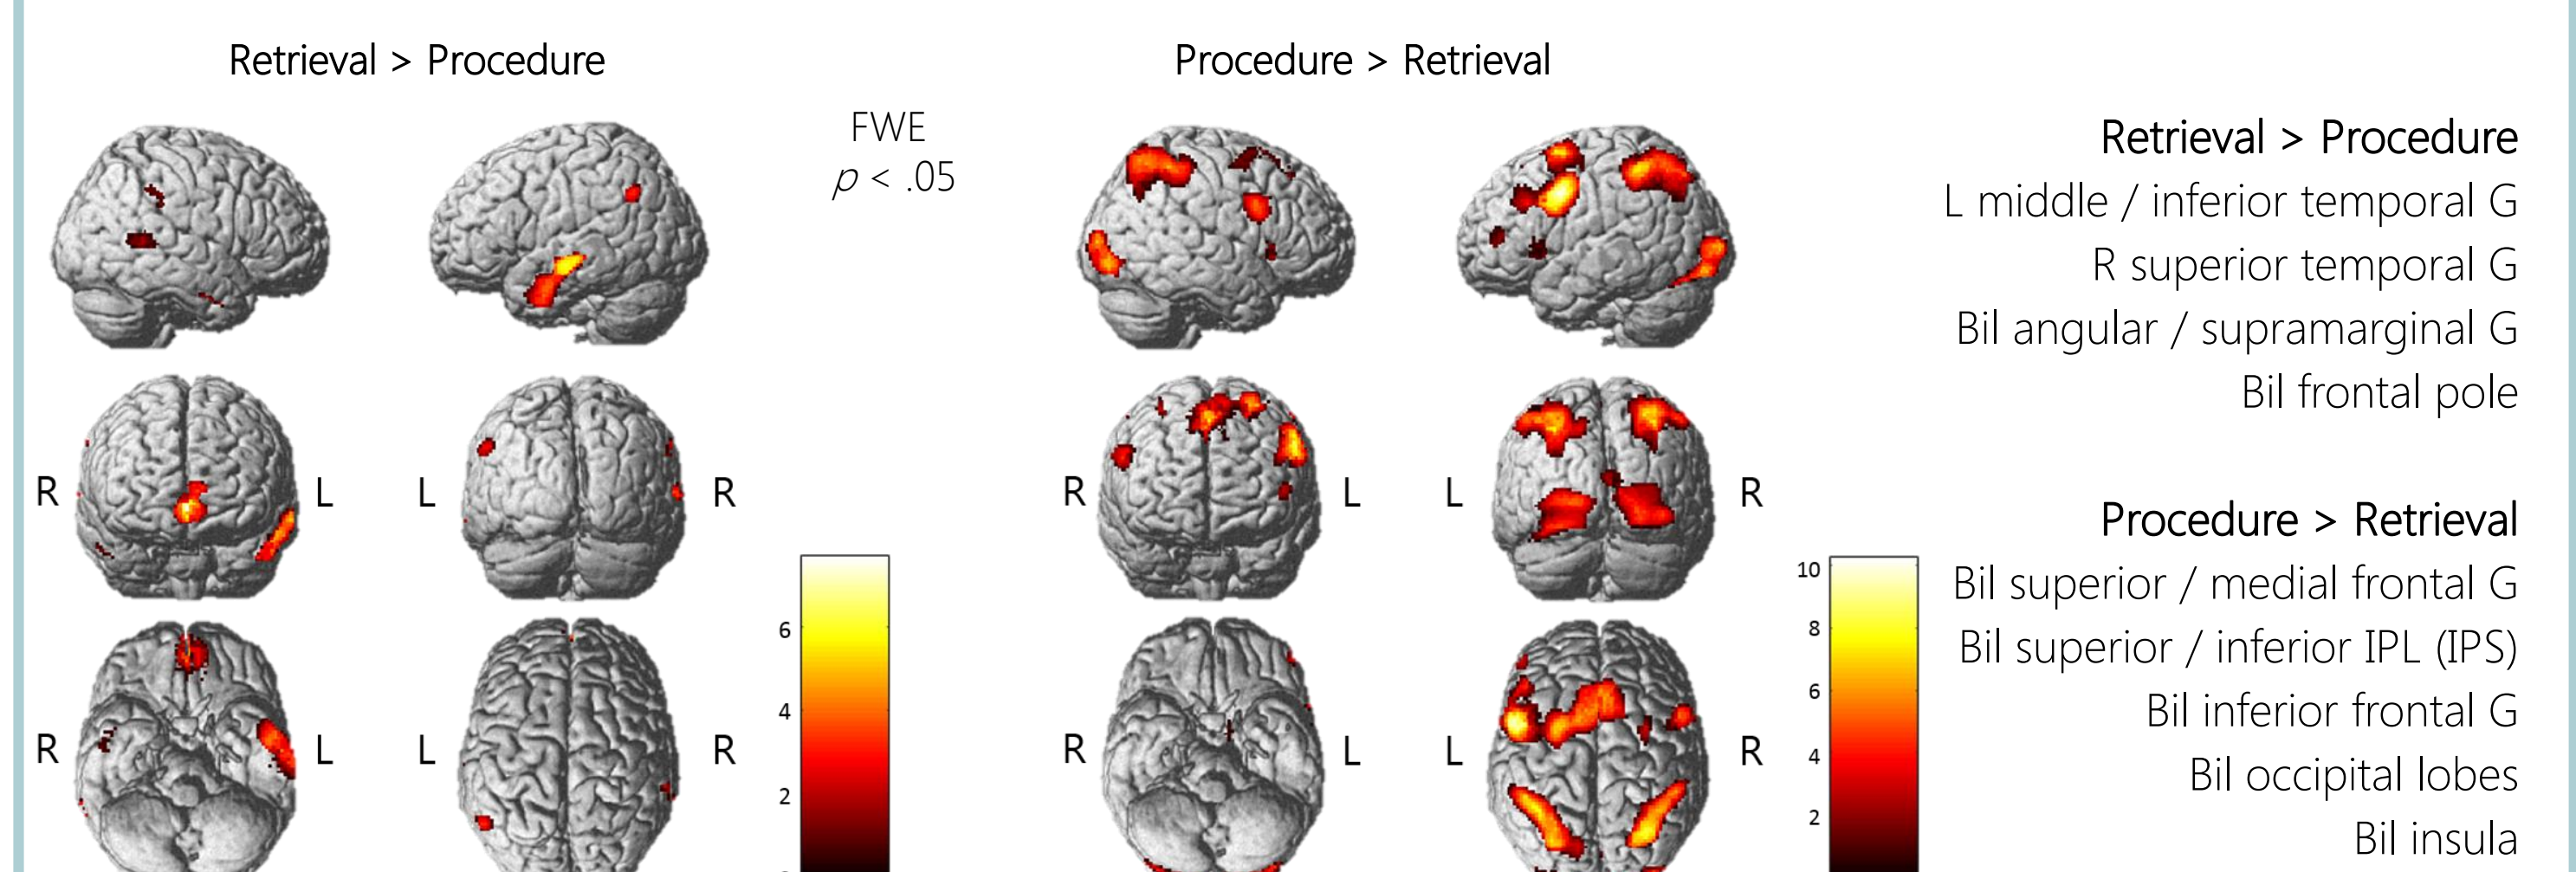 Retrieval > Procedure
FWE
p < .05
R
L
L
R
R
L
L
R
6
4
2
Procedure > Retrieval
R
L
L
R
R
L
L
R
10
8
6
4
2
Retrieval > Procedure
L middle / inferior temporal G
R superior temporal G
Bil angular / supramarginal G
Bil frontal pole
Procedure > Retrieval
Bil superior / medial frontal G
Bil superior / inferior IPL (IPS)
Bil inferior frontal G
Bil occipital lobes
Bil insula